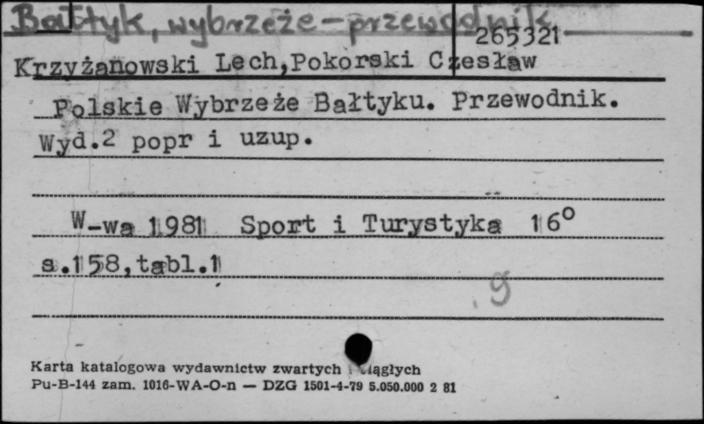 Bałtyk, wybrzeże - przewodnik
265321
Krzyżanowski Lech,Pokorski Czesław
Polskie Wybrzeże Bałtyku. Przewodnik.
Wyd.2 popr i uzup.
W-wa 1981 Sport i Turystyka 16°
s.158,tabl.1
9
Karta katalogowa wydawnictw zwartych i ciągłych
Pu-B-144 zam. 1016-WA-O-n — DZG 1501-4-79 5.050.000 2 81